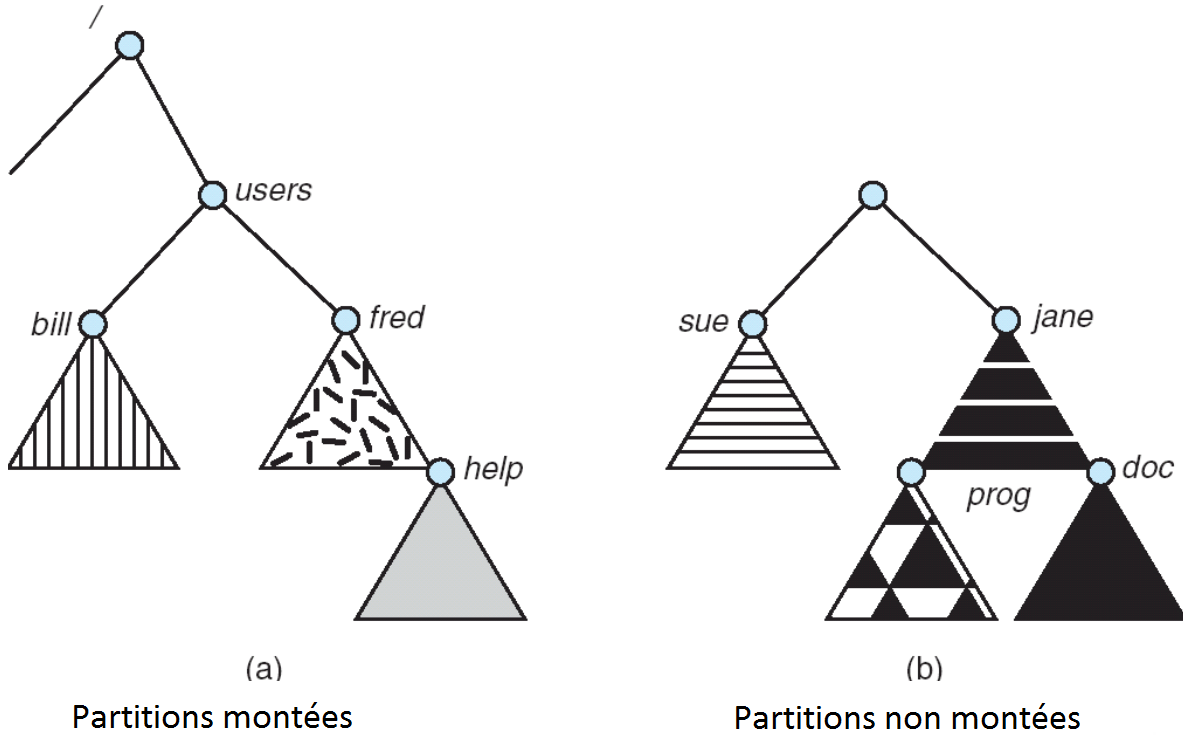 /
users
bill
fred
help
(a)
Partitions montées
sue
jane
prog
doc
(b)
Partitions non montées